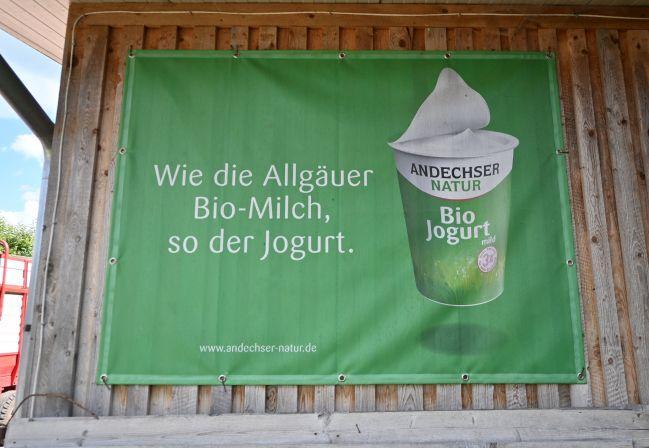 Wie die Allgäuer
Bio-Milch,
so der Jogurt.
ANDECHSER
NATUR
Bio
Jogurt
mild
www.andechser-natur.de